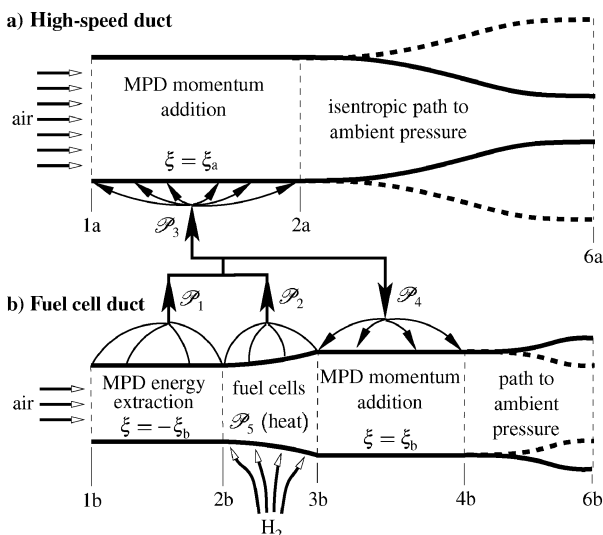 a) High-speed duct
MPD momentum
addition
air
isentropic path to
ambient pressure
ξ = ξa
1a
𝒫3
2a
6a
b) Fuel cell duct
𝒫1
𝒫2
𝒫4
air
MPD energy
extraction
ξ = −ξb
fuel cells
𝒫5 (heat)
MPD momentum
addition
ξ = ξb
path to
ambient
pressure
1b
2b
3b
4b
6b
H2